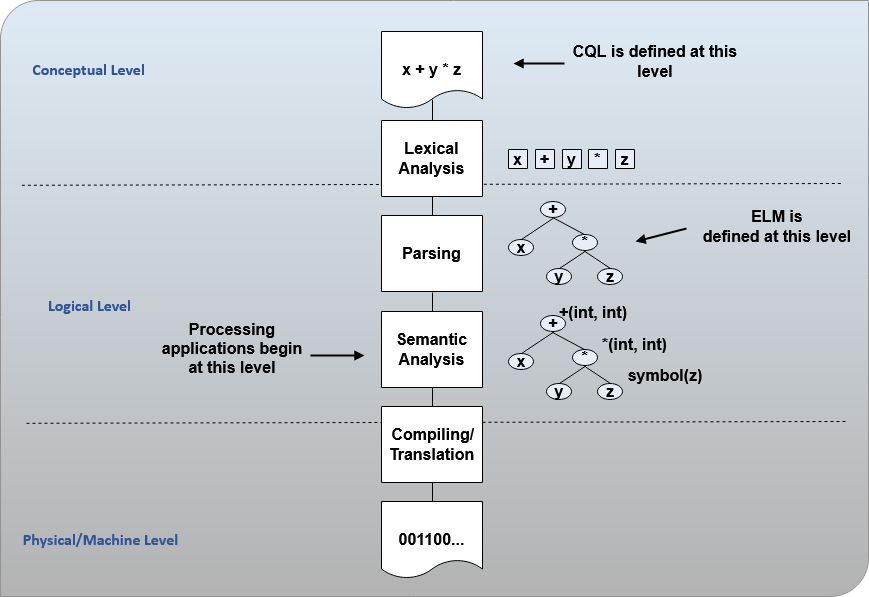 CQL is defined at this
level
Conceptual Level
x + y * z
Lexical
Analysis
x + y * z
+
x *
y z
ELM is
defined at this level
Parsing
Logical Level
+(int, int)
+
Processing
applications begin
at this level
Semantic
Analysis
*(int, int)
x *
symbol(z)
y z
Compiling/
Translation
Physical/Machine Level
001100...